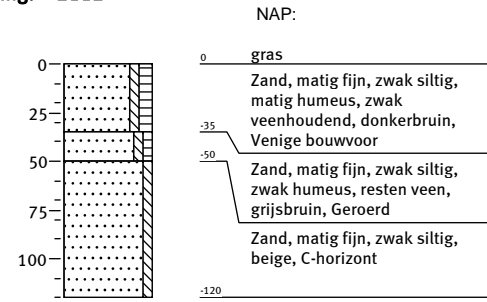 NAP:
0
gras
Zand, matig fijn, zwak siltig,
matig humeus, zwak
veenhoudend, donkerbruin,
Venige bouwvoor
-35
-50
Zand, matig fijn, zwak siltig,
zwak humeus, resten veen,
grijsbruin, Geroerd
Zand, matig fijn, zwak siltig,
beige, C-horizont
-120
0
25
50
75
100